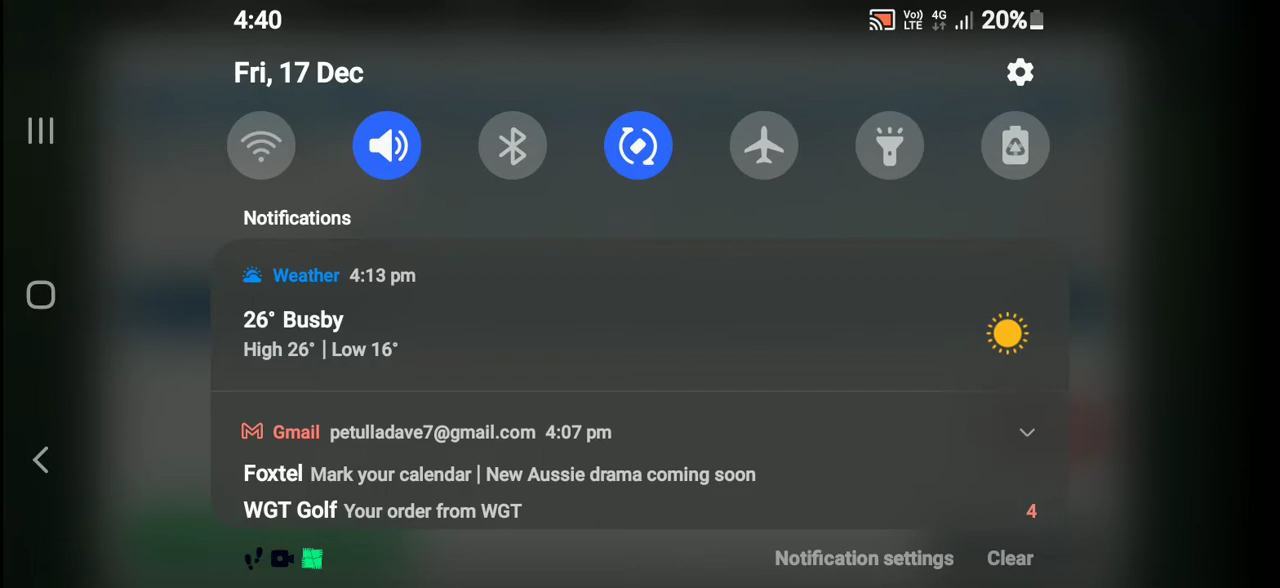 4:40 Vo)) LTE 4G 20%
Fri, 17 Dec
Notifications
Weather 4:13 pm
26° Busby
High 26° | Low 16°
Gmail petulladave7@gmail.com 4:07 pm
Foxtel Mark your calendar | New Aussie drama coming soon
WGT Golf Your order from WGT 4
Notification settings Clear